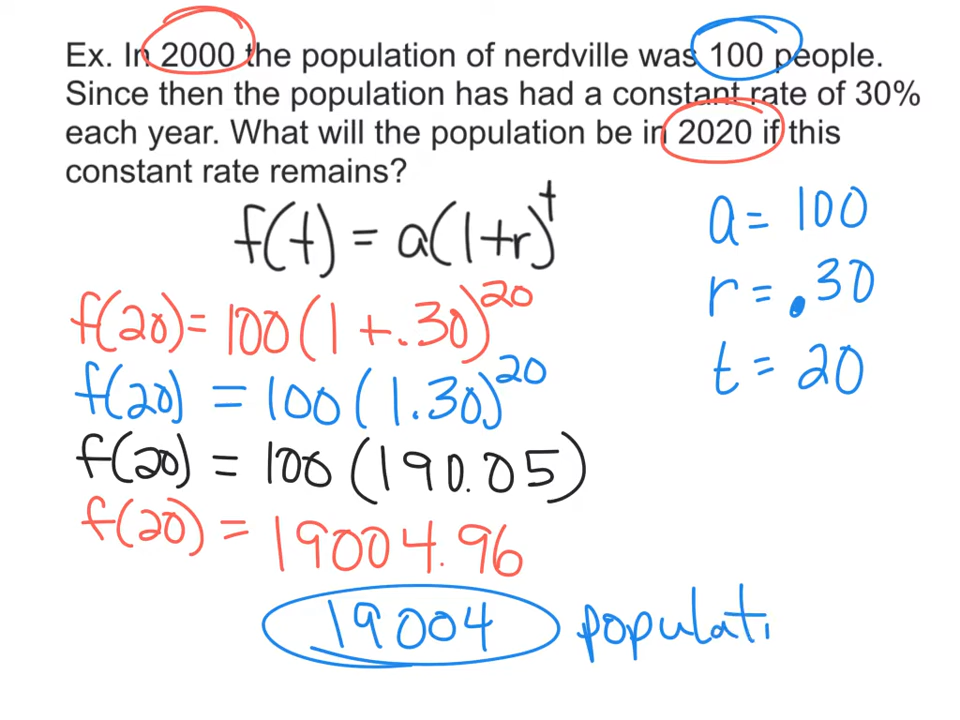 Ex. In 2000 the population of nerdville was 100 people.
Since then the population has had a constant rate of 30%
each year. What will the population be in 2020 if this
constant rate remains?
f(t) = a(1+r)^t
a = 100
r = .30
t = 20
f(20) = 100(1+.30)^20
f(20) = 100(1.30)^20
f(20) = 100(190.05)
f(20) = 19004.96
19004 populati